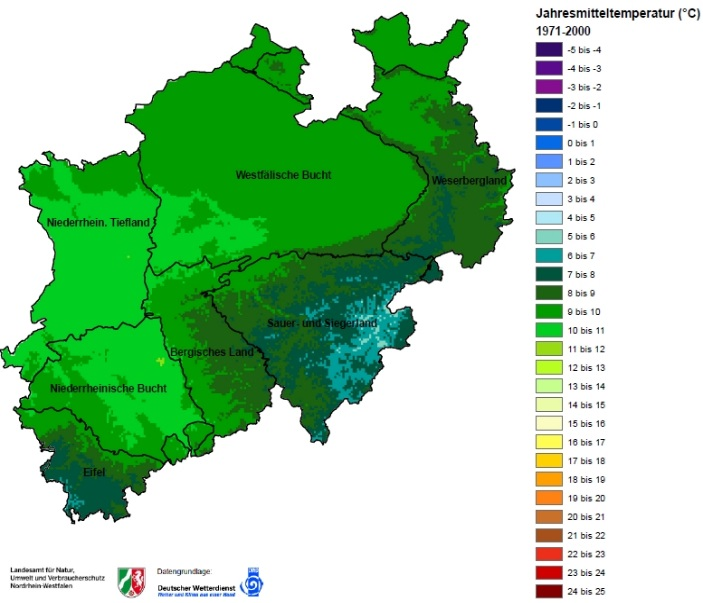 Jahresmitteltemperatur (°C)
1971-2000
-5 bis -4
-4 bis -3
-3 bis -2
-2 bis -1
-1 bis 0
0 bis 1
1 bis 2
2 bis 3
3 bis 4
4 bis 5
5 bis 6
6 bis 7
7 bis 8
8 bis 9
9 bis 10
10 bis 11
11 bis 12
12 bis 13
13 bis 14
14 bis 15
15 bis 16
16 bis 17
17 bis 18
18 bis 19
19 bis 20
20 bis 21
21 bis 22
22 bis 23
23 bis 24
24 bis 25
Westfälische Bucht
Weserbergland
Niederrhein. Tiefland
Sauer- und Siegerland
Bergisches Land
Niederrheinische Bucht
Eifel
Landesamt für Natur,
Umwelt und Verbraucherschutz
Nordrhein-Westfalen
Datengrundlage:
Deutscher Wetterdienst
Wetter und Klima aus einer Hand